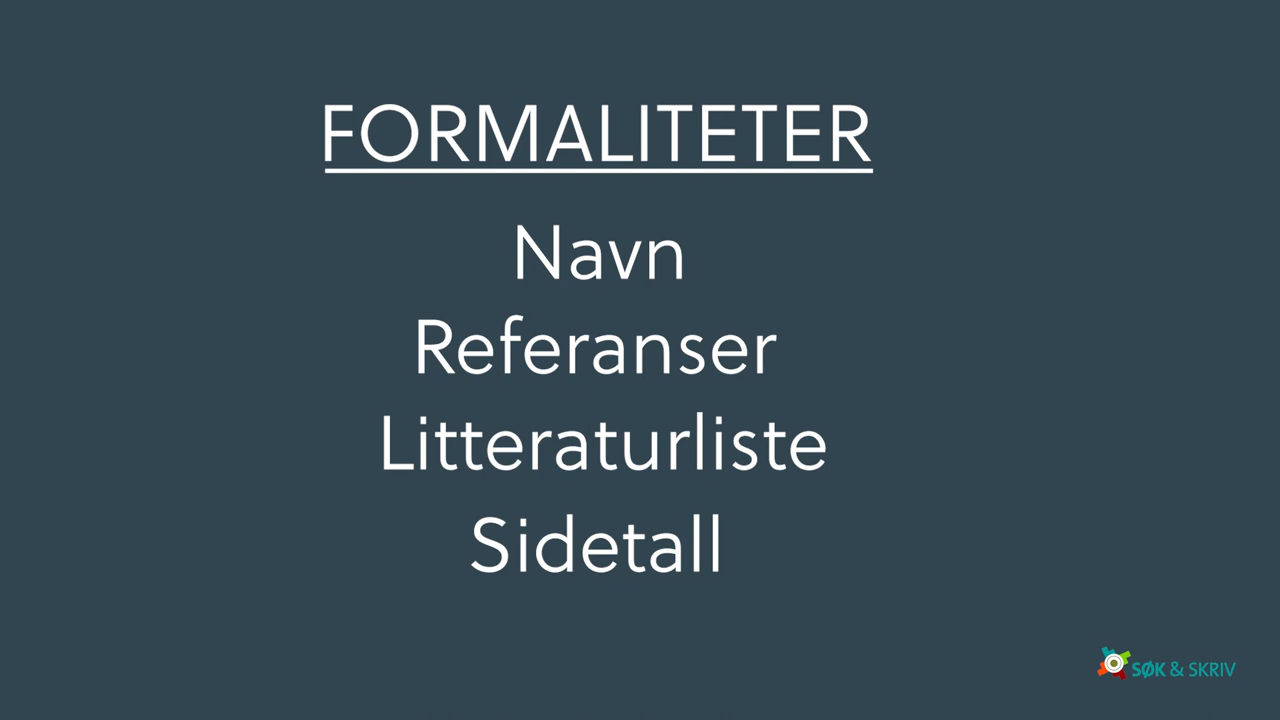 FORMALITETER
Navn
Referanser
Litteraturliste
Sidetall
SØK & SKRIV